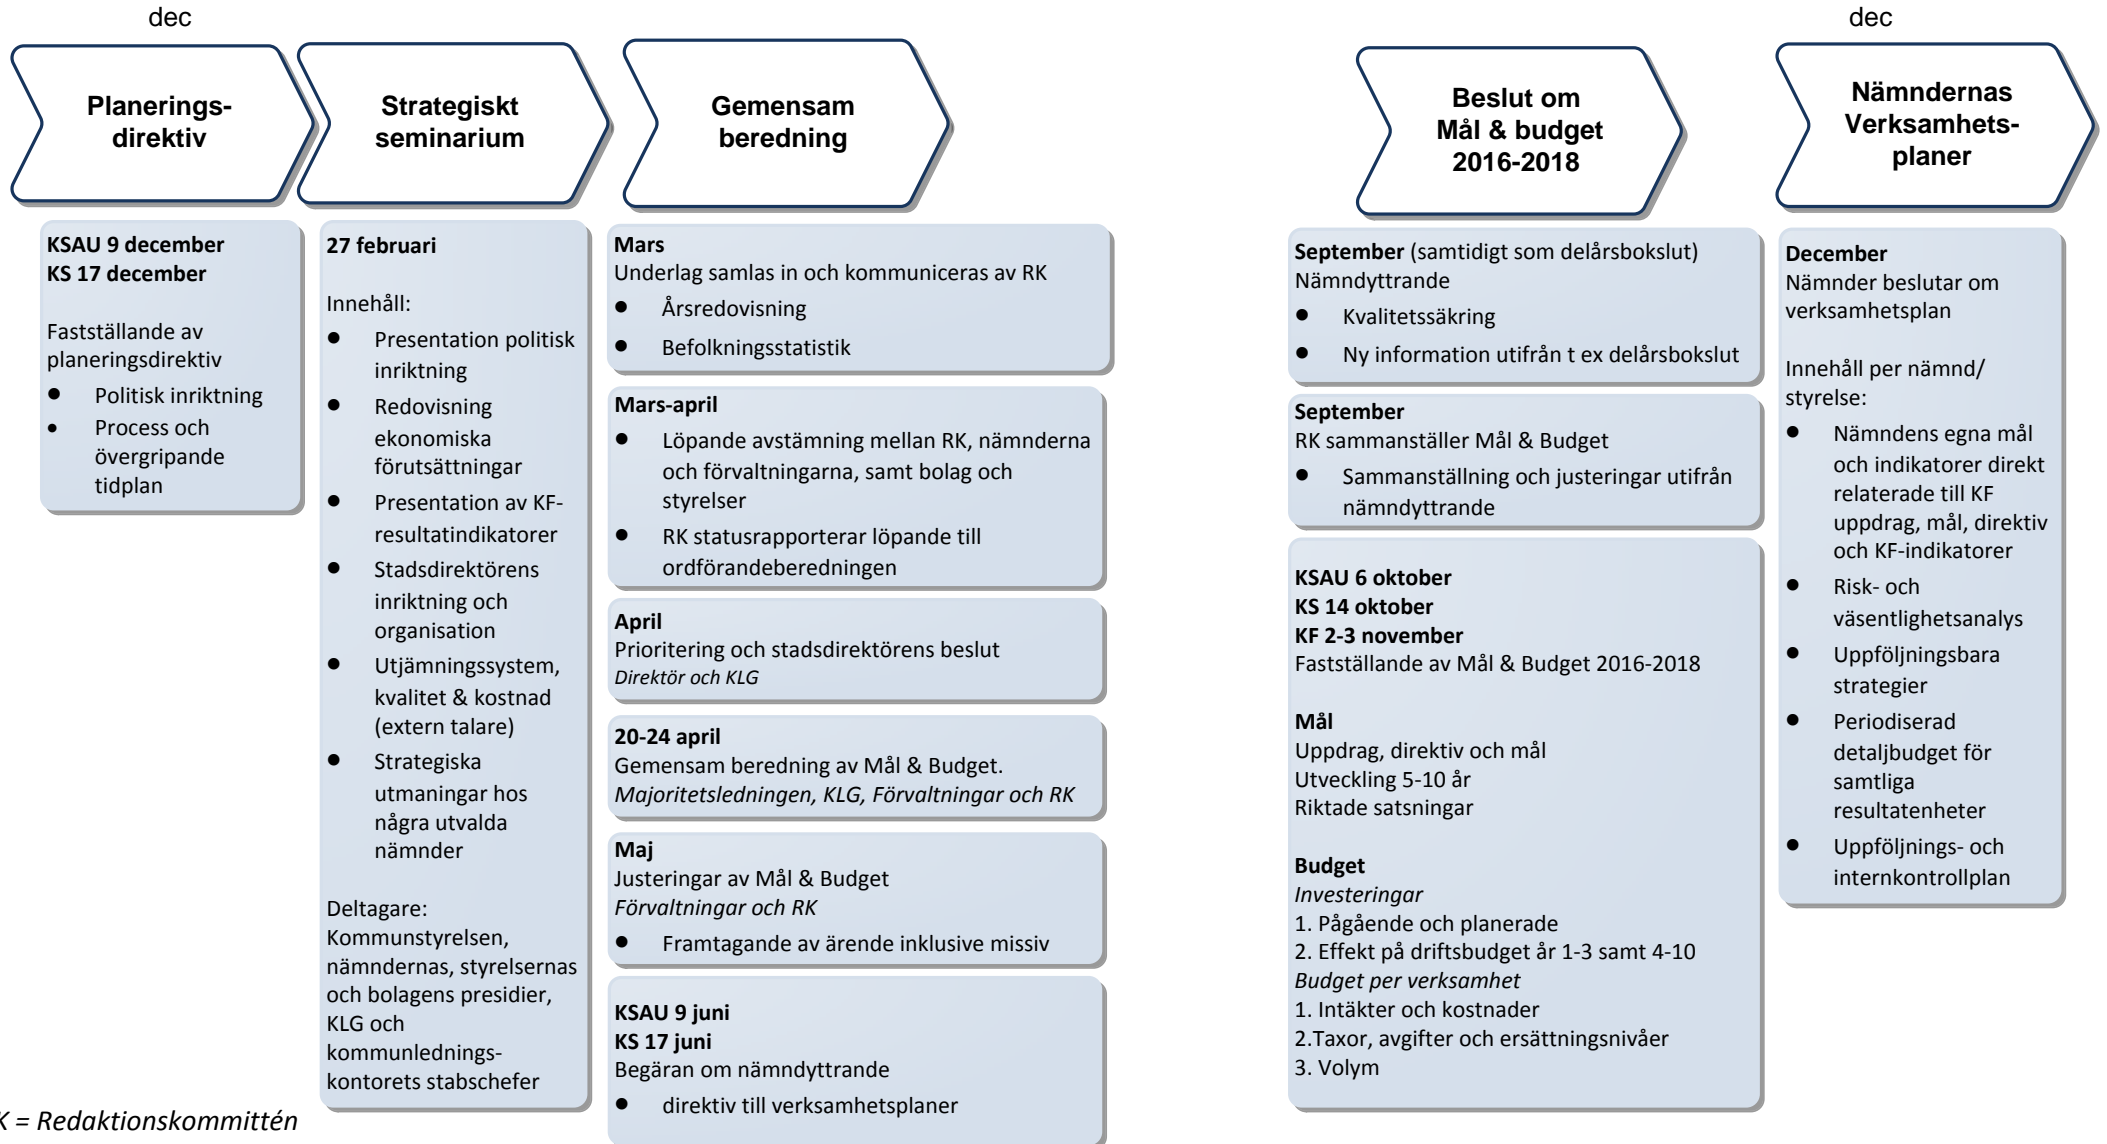 dec
Planerings-
direktiv
KSAU 9 december
KS 17 december
Fastställande av
planeringsdirektiv
● Politisk inriktning
● Process och
övergripande
tidplan
Strategiskt
seminarium
27 februari
Innehåll:
● Presentation politisk
inriktning
● Redovisning
ekonomiska
förutsättningar
● Presentation av KF-
resultatindikatorer
● Stadsdirektörens
inriktning och
organisation
● Utjämningssystem,
kvalitet & kostnad
(extern talare)
● Strategiska
utmaningar hos
några utvalda
nämnder
Deltagare:
Kommunstyrelsen,
nämndernas, styrelsernas
och bolagens presidier,
KLG och
kommunlednings-
kontorets stabschefer
Gemensam
beredning
Mars
Underlag samlas in och kommuniceras av RK
● Årsredovisning
● Befolkningsstatistik
Mars-april
● Löpande avstämning mellan RK, nämnderna
och förvaltningarna, samt bolag och
styrelser
● RK statusrapporterar löpande till
ordförandeberedningen
April
Prioritering och stadsdirektörens beslut
Direktör och KLG
20-24 april
Gemensam beredning av Mål & Budget.
Majoritetsledningen, KLG, Förvaltningar och RK
Maj
Justeringar av Mål & Budget
Förvaltningar och RK
● Framtagande av ärende inklusive missiv
KSAU 9 juni
KS 17 juni
Begäran om nämndyttrande
● direktiv till verksamhetsplaner
Beslut om
Mål & budget
2016-2018
September (samtidigt som delårsbokslut)
Nämndyttrande
● Kvalitetssäkring
● Ny information utifrån t ex delårsbokslut
September
RK sammanställer Mål & Budget
● Sammanställning och justeringar utifrån
nämndyttrande
KSAU 6 oktober
KS 14 oktober
KF 2-3 november
Fastställande av Mål & Budget 2016-2018
Mål
Uppdrag, direktiv och mål
Utveckling 5-10 år
Riktade satsningar
Budget
Investeringar
1. Pågående och planerade
2. Effekt på driftsbudget år 1-3 samt 4-10
Budget per verksamhet
1. Intäkter och kostnader
2.Taxor, avgifter och ersättningsnivåer
3. Volym
dec
Nämndernas
Verksamhets-
planer
December
Nämnder beslutar om
verksamhetsplan
Innehåll per nämnd/
styrelse:
● Nämndens egna mål
och indikatorer direkt
relaterade till KF
uppdrag, mål, direktiv
och KF-indikatorer
● Risk- och
väsentlighetsanalys
● Uppföljningsbara
strategier
● Periodiserad
detaljbudget för
samtliga
resultatenheter
● Uppföljnings- och
internkontrollplan
K = Redaktionskommittén